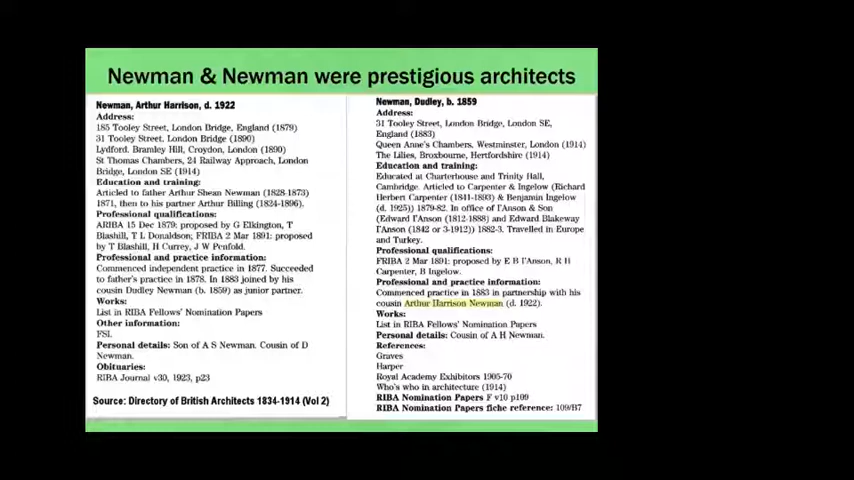 Newman & Newman were prestigious architects
Newman, Arthur Harrison, d. 1922
Address:
185 Tooley Street, London Bridge, England (1879)
31 Tooley Street, London Bridge (1890)
Lydford, Bramley Hill, Croydon, London (1890)
St Thomas Chambers, 24 Railway Approach, London
Bridge, London SE (1914)
Education and training:
Articled to father Arthur Shean Newman (1828-1873)
1871, then to his partner Arthur Billing (1824-1896).
Professional qualifications:
ARIBA 15 Dec 1879: proposed by G Elkington, T
Blashill, T L Donaldson; FRIBA 2 Mar 1891: proposed
by T Blashill, H Currey, J W Penfold.
Professional and practice information:
Commenced independent practice in 1877. Succeeded
to father's practice in 1878. In 1883 joined by his
cousin Dudley Newman (b. 1859) as junior partner.
Works:
List in RIBA Fellows' Nomination Papers
Other information:
FSI.
Personal details: Son of A S Newman. Cousin of D
Newman.
Obituaries:
RIBA Journal v30, 1923, p23
Source: Directory of British Architects 1834-1914 (Vol 2)
Newman, Dudley, b. 1859
Address:
31 Tooley Street, London Bridge, London SE,
England (1883)
Queen Anne's Chambers, Westminster, London (1914)
The Lilies, Broxbourne, Hertfordshire (1914)
Education and training:
Educated at Charterhouse and Trinity Hall,
Cambridge. Articled to Carpenter & Ingelow (Richard
Herbert Carpenter (1841-1893) & Benjamin Ingelow
(d. 1925)) 1879-82. In office of I'Anson & Son
(Edward I'Anson (1812-1888) and Edward Blakeway
I'Anson (1842 or 3-1912)) 1882-3. Travelled in Europe
and Turkey.
Professional qualifications:
FRIBA 2 Mar 1891: proposed by E B I'Anson, R H
Carpenter, B Ingelow.
Professional and practice information:
Commenced practice in 1883 in partnership with his
cousin Arthur Harrison Newman (d. 1922).
Works:
List in RIBA Fellows' Nomination Papers
Personal details: Cousin of A H Newman.
References:
Graves
Harper
Royal Academy Exhibitors 1905-70
Who's who in architecture (1914)
RIBA Nomination Papers F v10 p109
RIBA Nomination Papers fiche reference: 109/B7